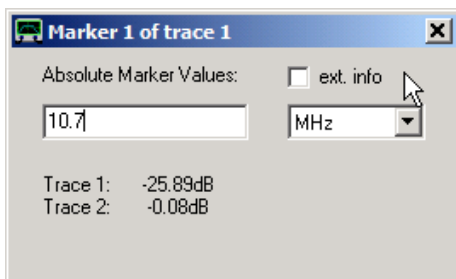 Marker 1 of trace 1
Absolute Marker Values: ext. info
10.7 MHz
Trace 1: -25.89dB
Trace 2: -0.08dB